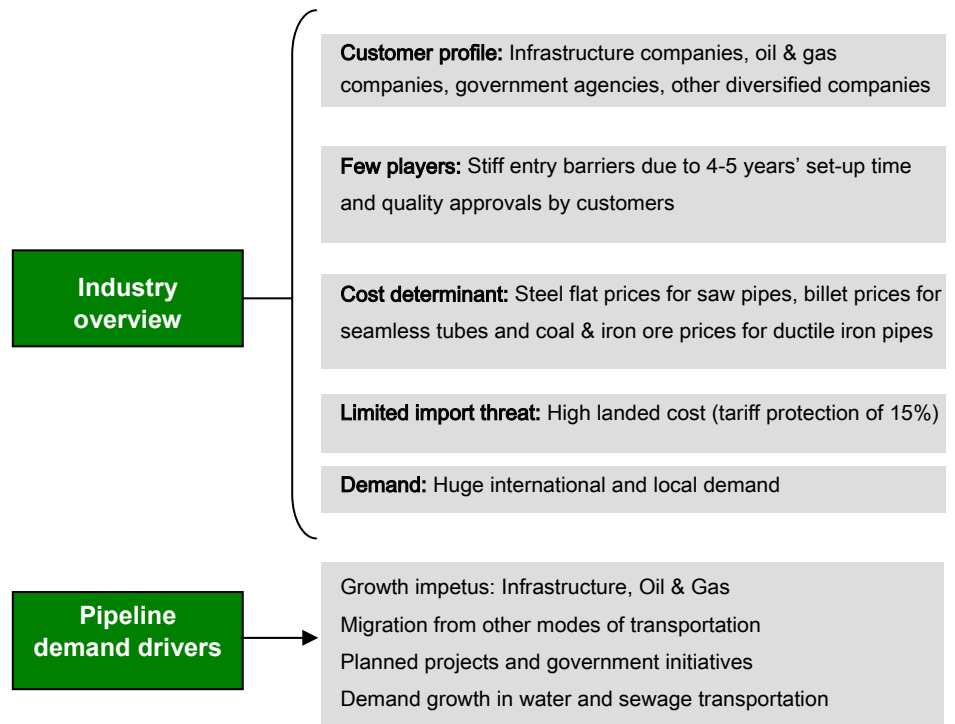 Industry
overview
Customer profile: Infrastructure companies, oil & gas
companies, government agencies, other diversified companies
Few players: Stiff entry barriers due to 4-5 years’ set-up time
and quality approvals by customers
Cost determinant: Steel flat prices for saw pipes, billet prices for
seamless tubes and coal & iron ore prices for ductile iron pipes
Limited import threat: High landed cost (tariff protection of 15%)
Demand: Huge international and local demand
Pipeline
demand drivers
Growth impetus: Infrastructure, Oil & Gas
Migration from other modes of transportation
Planned projects and government initiatives
Demand growth in water and sewage transportation